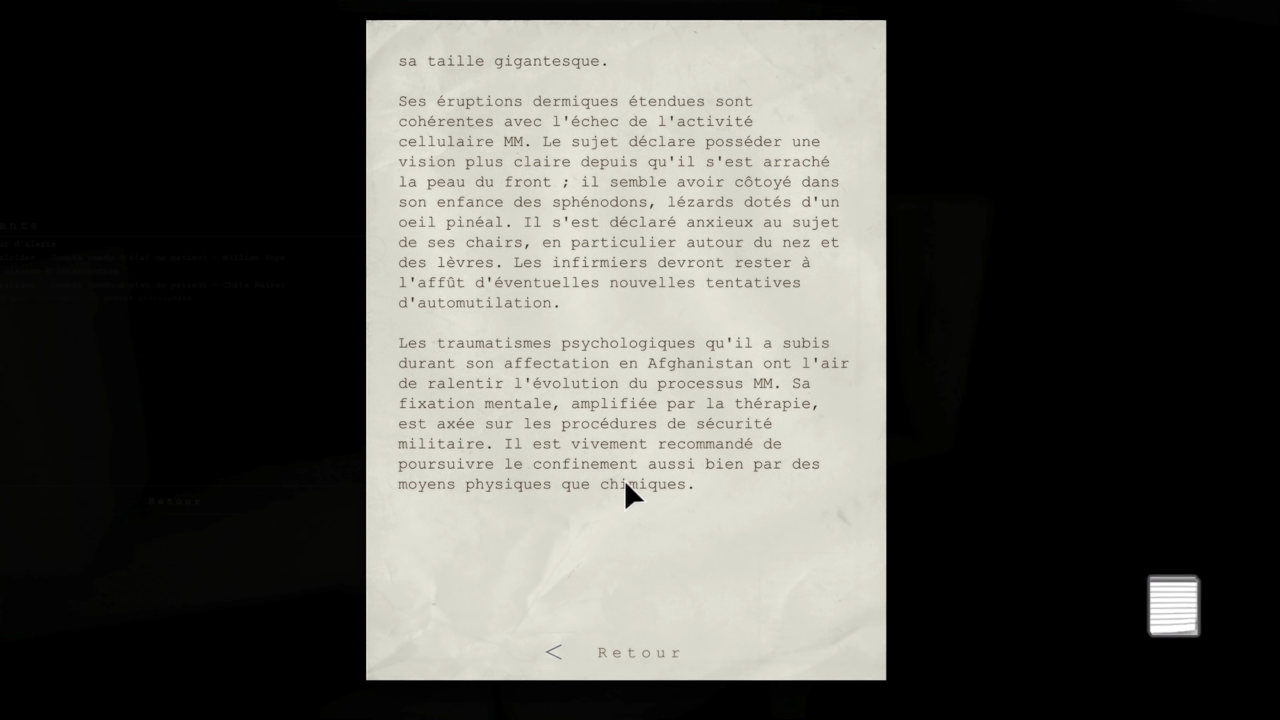 sa taille gigantesque.
Ses éruptions dermiques étendues sont
cohérentes avec l'échec de l'activité
cellulaire MM. Le sujet déclare posséder une
vision plus claire depuis qu'il s'est arraché
la peau du front ; il semble avoir côtoyé dans
son enfance des sphénodons, lézards dotés d'un
oeil pinéal. Il s'est déclaré anxieux au sujet
de ses chairs, en particulier autour du nez et
des lèvres. Les infirmiers devront rester à
l'affût d'éventuelles nouvelles tentatives
d'automutilation.
Les traumatismes psychologiques qu'il a subis
durant son affectation en Afghanistan ont l'air
de ralentir l'évolution du processus MM. Sa
fixation mentale, amplifiée par la thérapie,
est axée sur les procédures de sécurité
militaire. Il est vivement recommandé de
poursuivre le confinement aussi bien par des
moyens physiques que chimiques.
< Retour
Retour